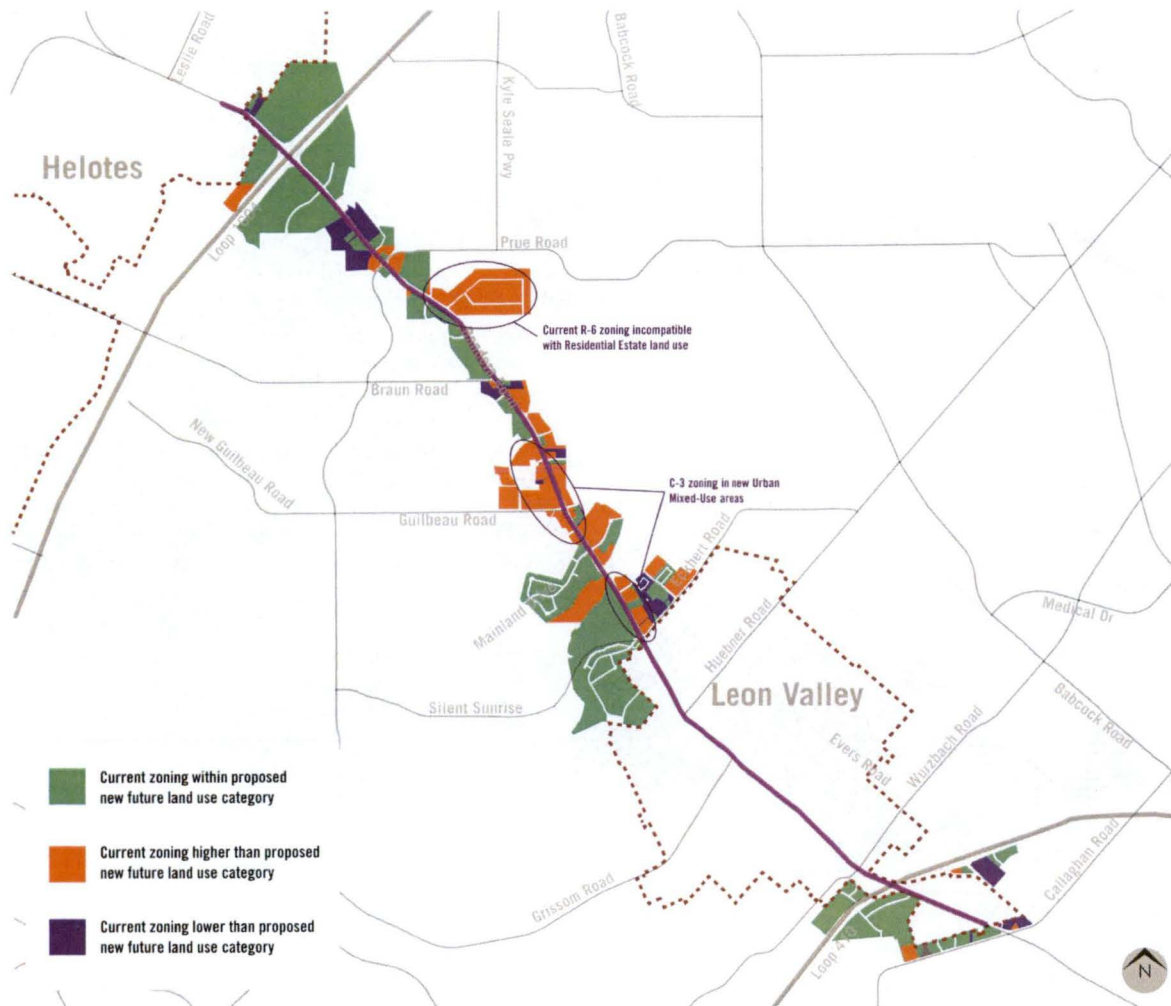 Leslie Road
Babcock Road
Kyle Seale Pwy
Helotes
Loop 1604
Prue Road
Current R-6 zoning incompatible
with Residential Estate land use
Braun Road
New Guilbeau Road
C-3 zoning in new Urban
Mixed-Use areas
Guilbeau Road
Eckhert Road
Mainland
Medical Dr
Huebner Road
Leon Valley
Silent Sunrise
Babcock Road
Evers Road
Wurzbach Road
Current zoning within proposed
new future land use category
Current zoning higher than proposed
new future land use category
Callaghan Road
Grissom Road
Current zoning lower than proposed
new future land use category
Loop 410
N